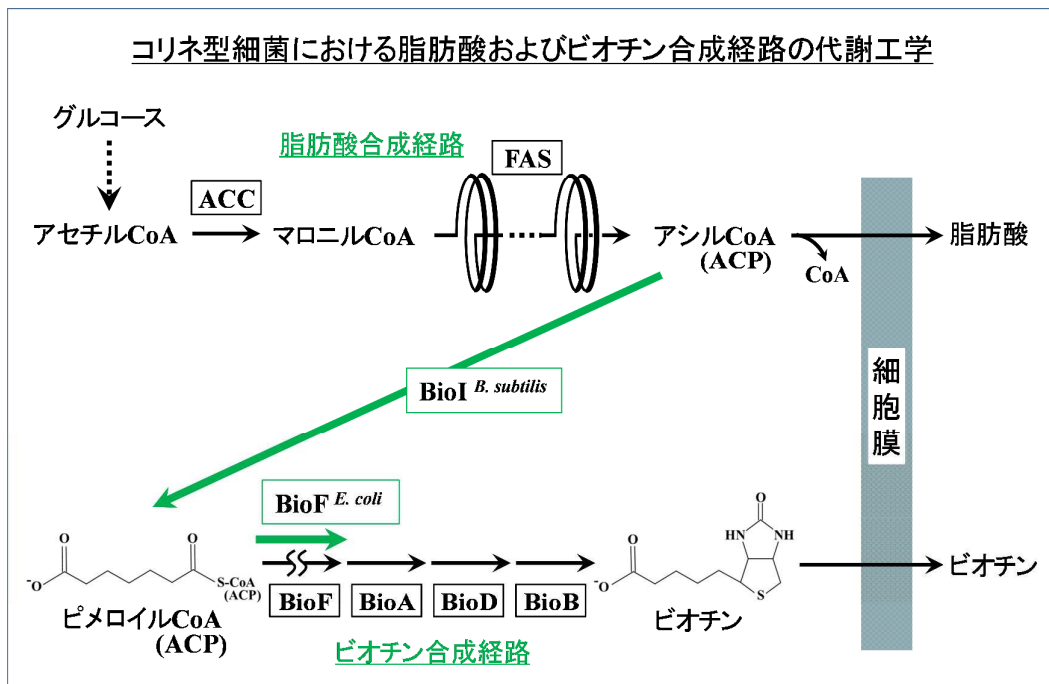 コリネ型細菌における脂肪酸およびビオチン合成経路の代謝工学
グルコース
脂肪酸合成経路
FAS
ACC
アセチルCoA
マロニルCoA
アシルCoA
(ACP)
CoA
脂肪酸
細胞膜
BioI B. subtilis
BioF E. coli
O
⁻O
O
S-CoA
(ACP)
ピメロイルCoA
(ACP)
BioF
BioA
BioD
BioB
O
HN
NH
O
⁻O
S
ビオチン
ビオチン
ビオチン合成経路